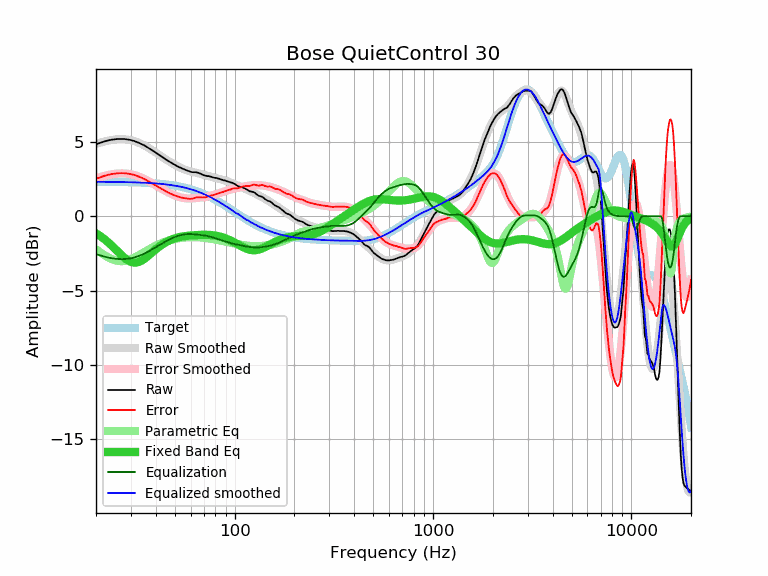 Bose QuietControl 30
Amplitude (dBr)
5
0
−5
−10
−15
Target
Raw Smoothed
Error Smoothed
Raw
Error
Parametric Eq
Fixed Band Eq
Equalization
Equalized smoothed
100
1000
10000
Frequency (Hz)